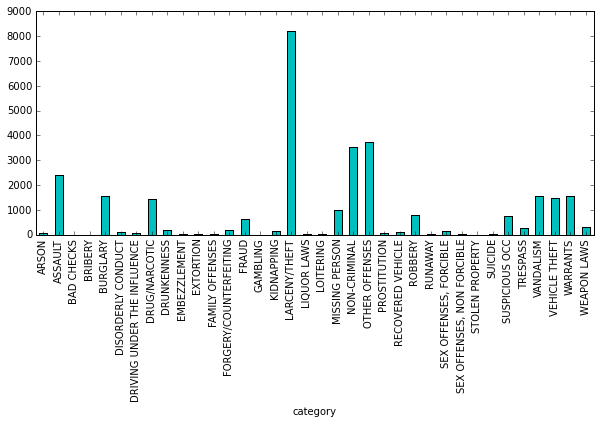 9000
8000
7000
6000
5000
4000
3000
2000
1000
0
ARSON
ASSAULT
BAD CHECKS
BRIBERY
BURGLARY
DISORDERLY CONDUCT
DRIVING UNDER THE INFLUENCE
DRUG/NARCOTIC
DRUNKENNESS
EMBEZZLEMENT
EXTORTION
FAMILY OFFENSES
FORGERY/COUNTERFEITING
FRAUD
GAMBLING
KIDNAPPING
LARCENY/THEFT
LIQUOR LAWS
LOITERING
MISSING PERSON
NON-CRIMINAL
OTHER OFFENSES
PROSTITUTION
RECOVERED VEHICLE
ROBBERY
RUNAWAY
SEX OFFENSES, FORCIBLE
SEX OFFENSES, NON FORCIBLE
STOLEN PROPERTY
SUICIDE
SUSPICIOUS OCC
TRESPASS
VANDALISM
VEHICLE THEFT
WARRANTS
WEAPON LAWS
category